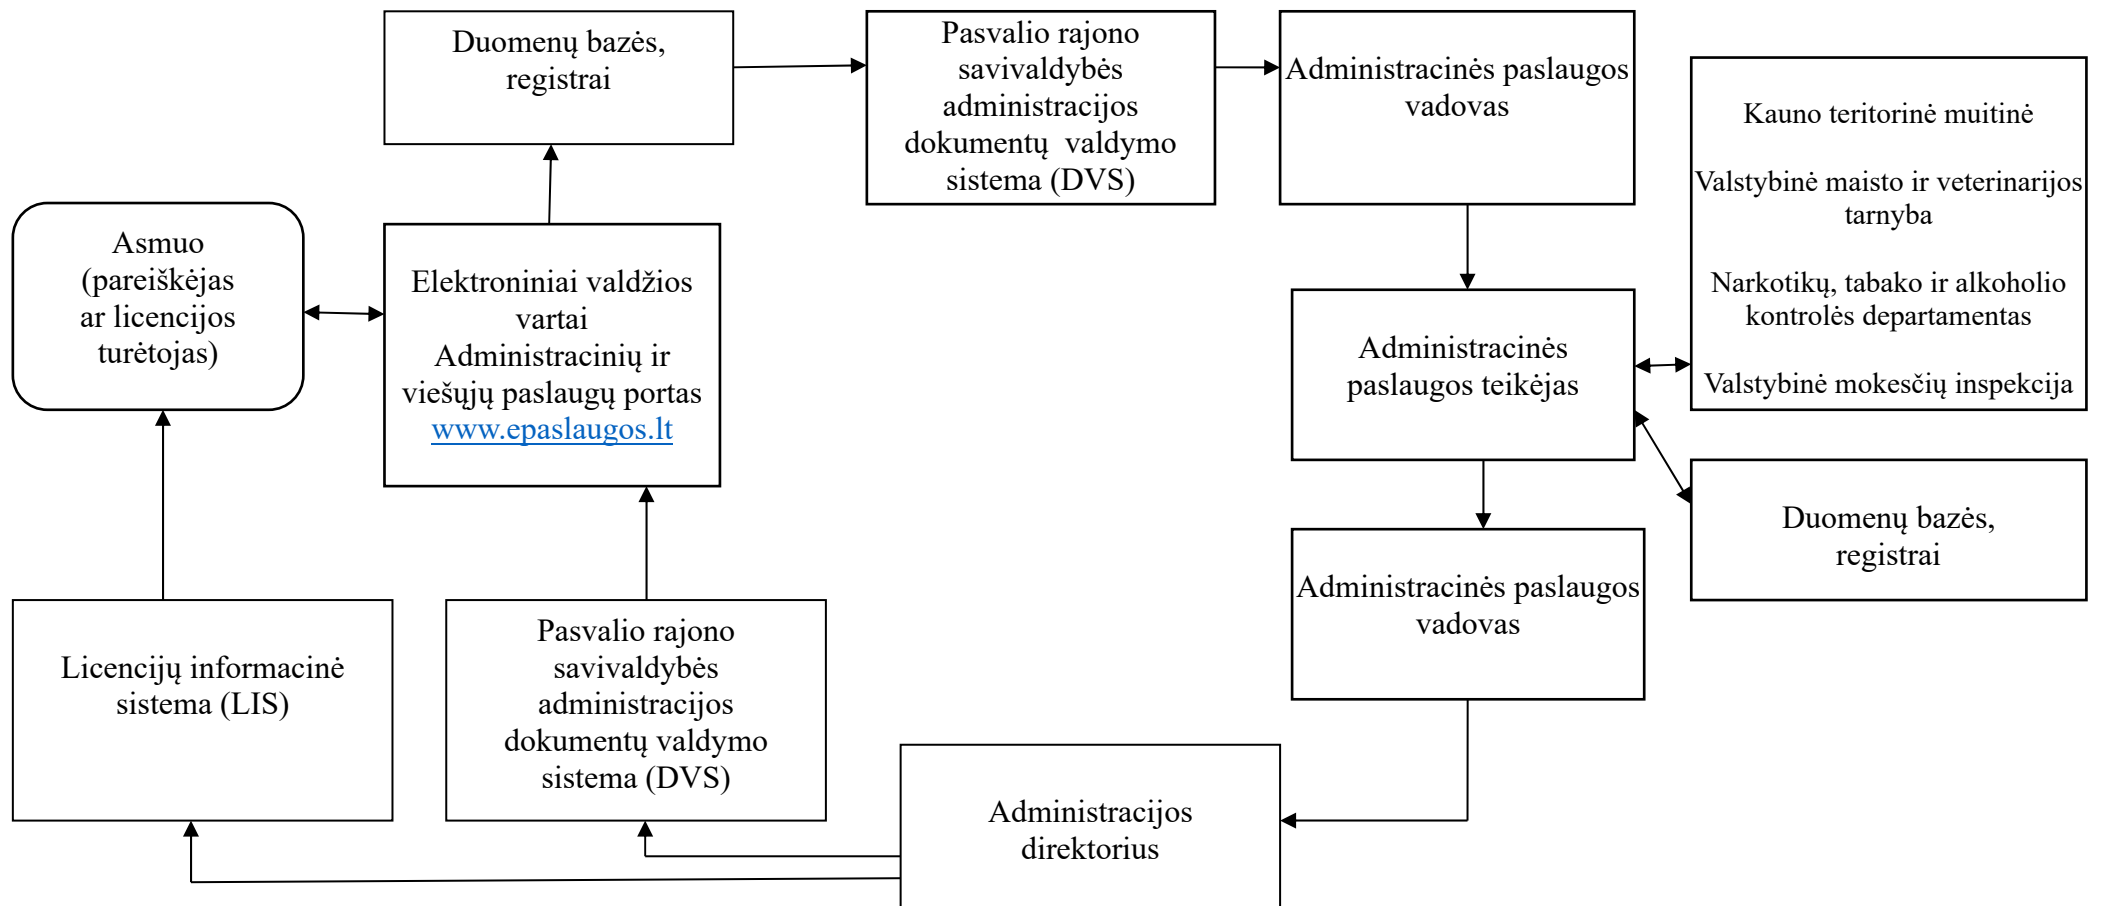 Duomenų bazės,
registrai
Pasvalio rajono
savivaldybės
administracijos
dokumentų valdymo
sistema (DVS)
Administracinės paslaugos
vadovas
Kauno teritorinė muitinė
Valstybinė maisto ir veterinarijos
tarnyba
Narkotikų, tabako ir alkoholio
kontrolės departamentas
Valstybinė mokesčių inspekcija
Asmuo
(pareiškėjas
ar licencijos
turėtojas)
Elektroniniai valdžios
vartai
Administracinių ir
viešųjų paslaugų portas
www.epaslaugos.lt
Administracinės
paslaugos teikėjas
Duomenų bazės,
registrai
Administracinės paslaugos
vadovas
Licencijų informacinė
sistema (LIS)
Pasvalio rajono
savivaldybės
administracijos
dokumentų valdymo
sistema (DVS)
Administracijos
direktorius